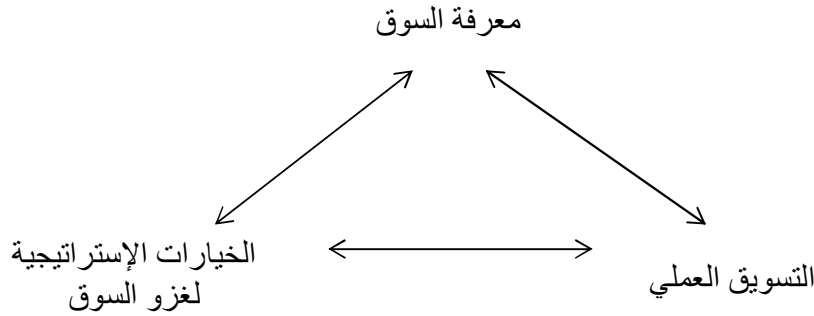 معرفة السوق
الخيارات الإستراتيجية
لغزو السوق
التسويق العملي